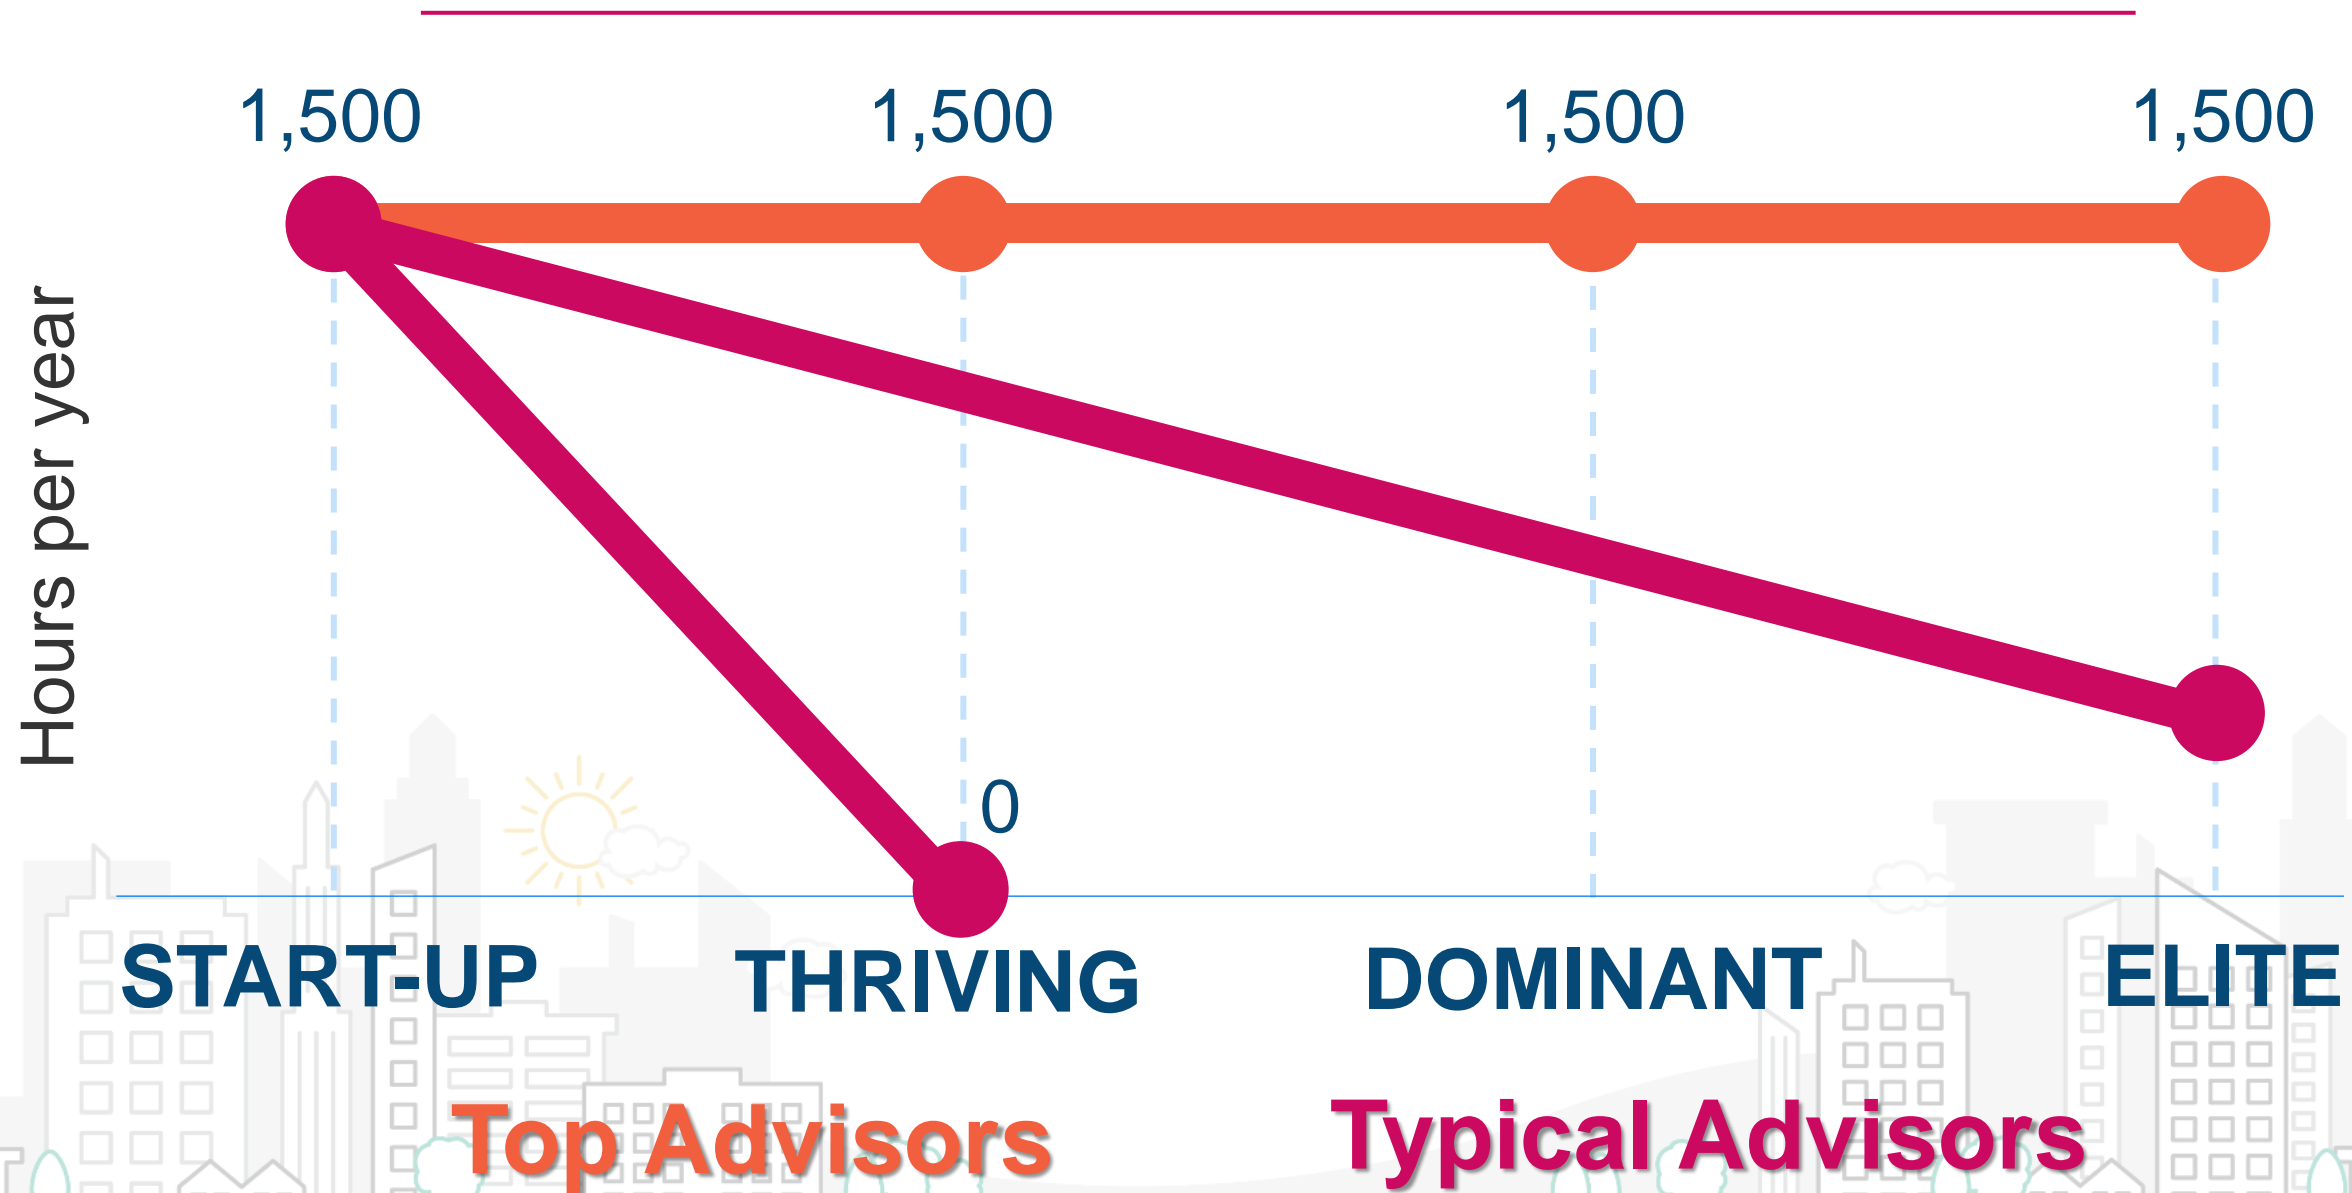 1,500 1,500 1,500 1,500
Hours per year
0
START-UP THRIVING DOMINANT ELITE
Top Advisors Typical Advisors